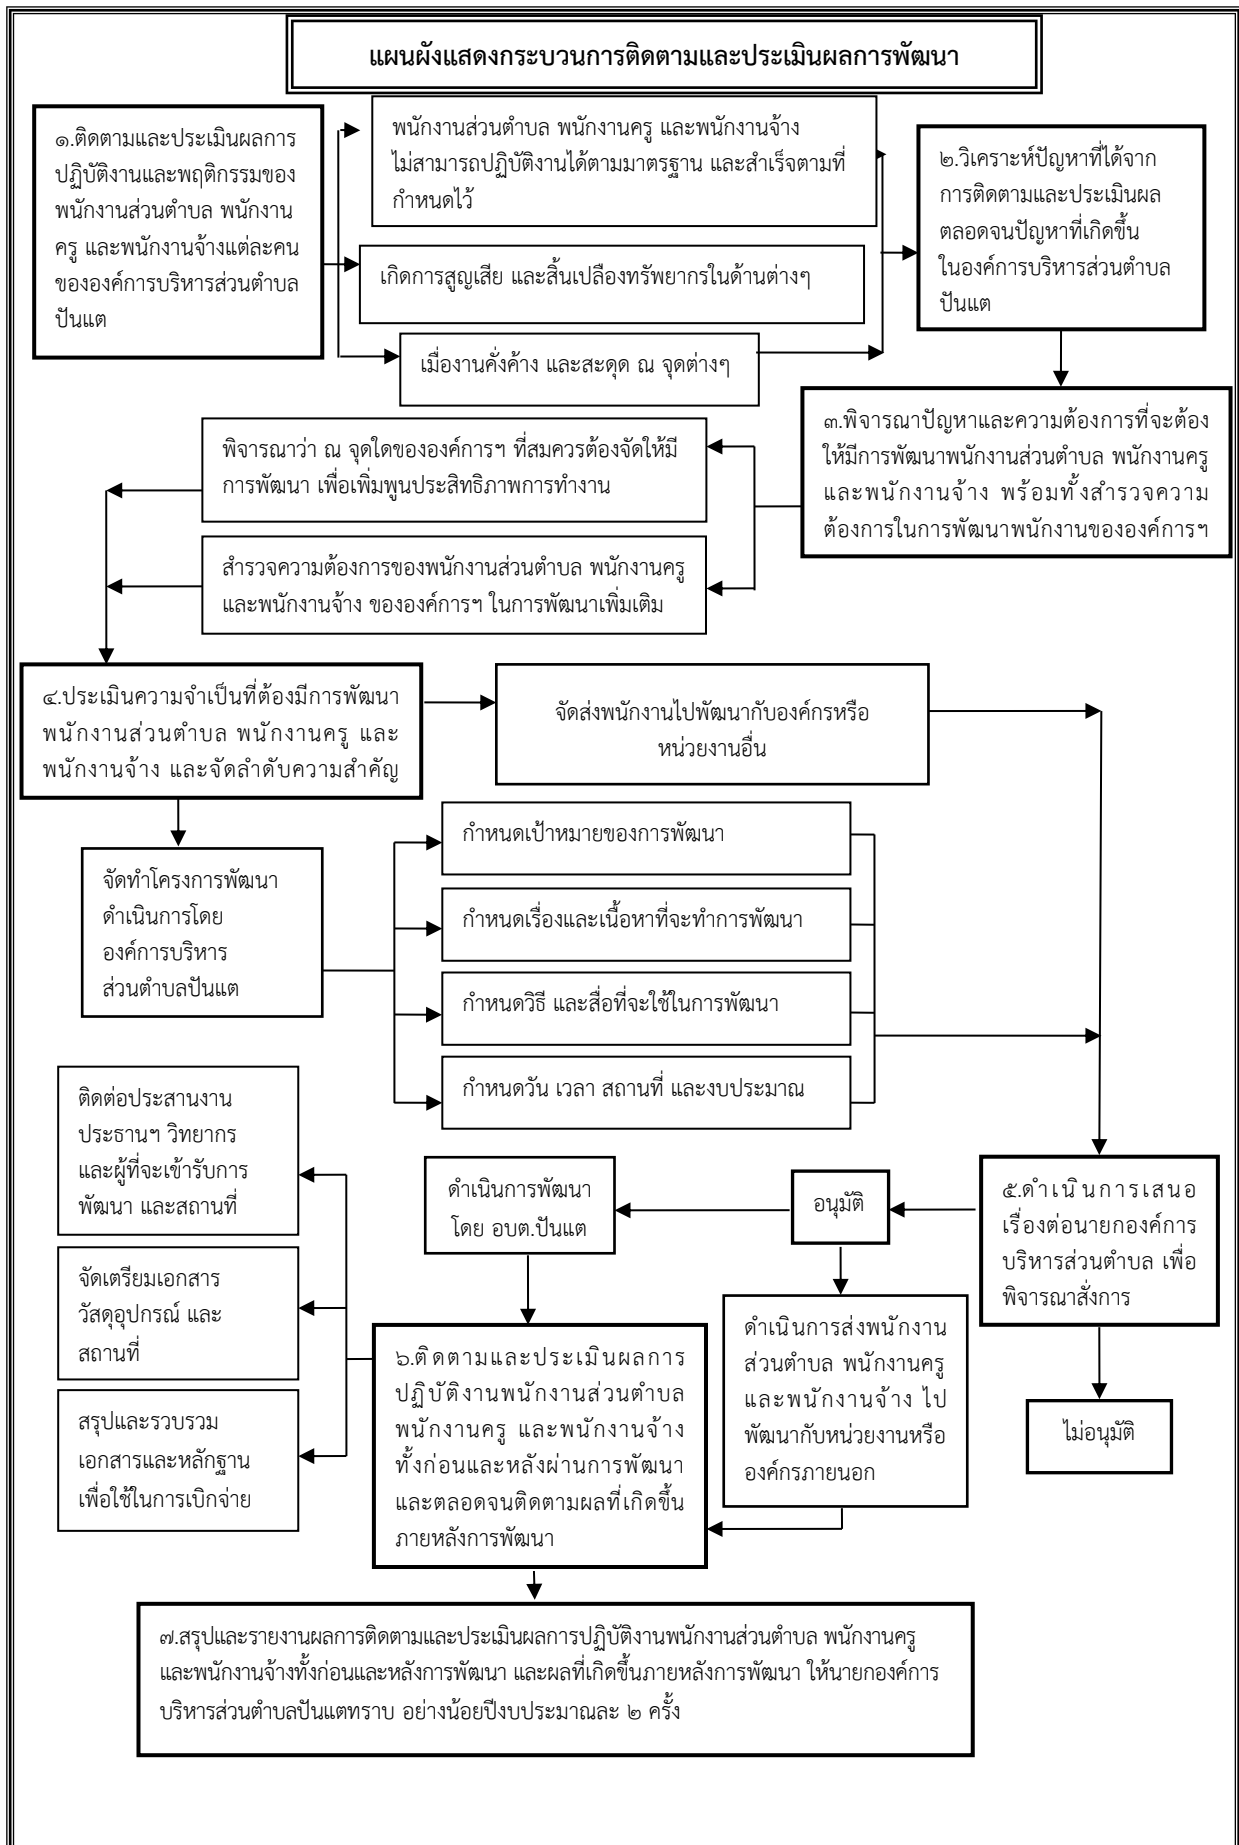 แผนผังแสดงกระบวนการติดตามและประเมินผลการพัฒนา
๑.ติดตามและประเมินผลการ
ปฏิบัติงานและพฤติกรรมของ
พนักงานส่วนตำบล พนักงาน
ครู และพนักงานจ้างแต่ละคน
ขององค์การบริหารส่วนตำบล
ปันแต
พนักงานส่วนตำบล พนักงานครู และพนักงานจ้าง
ไม่สามารถปฏิบัติงานได้ตามมาตรฐาน และสำเร็จตามที่
กำหนดไว้
เกิดการสูญเสีย และสิ้นเปลืองทรัพยากรในด้านต่างๆ
เมื่องานคั่งค้าง และสะดุด ณ จุดต่างๆ
๒.วิเคราะห์ปัญหาที่ได้จาก
การติดตามและประเมินผล
ตลอดจนปัญหาที่เกิดขึ้น
ในองค์การบริหารส่วนตำบล
ปันแต
๓.พิจารณาปัญหาและความต้องการที่จะต้อง
ให้มีการพัฒนาพนักงานส่วนตำบล พนักงานครู
และพนักงานจ้าง พร้อมทั้งสำรวจความ
ต้องการในการพัฒนาพนักงานขององค์การฯ
พิจารณาว่า ณ จุดใดขององค์การฯ ที่สมควรต้องจัดให้มี
การพัฒนา เพื่อเพิ่มพูนประสิทธิภาพการทำงาน
สำรวจความต้องการของพนักงานส่วนตำบล พนักงานครู
และพนักงานจ้าง ขององค์การฯ ในการพัฒนาเพิ่มเติม
๔.ประเมินความจำเป็นที่ต้องมีการพัฒนา
พนักงานส่วนตำบล พนักงานครู และ
พนักงานจ้าง และจัดลำดับความสำคัญ
จัดส่งพนักงานไปพัฒนากับองค์กรหรือ
หน่วยงานอื่น
จัดทำโครงการพัฒนา
ดำเนินการโดย
องค์การบริหาร
ส่วนตำบลปันแต
กำหนดเป้าหมายของการพัฒนา
กำหนดเรื่องและเนื้อหาที่จะทำการพัฒนา
กำหนดวิธี และสื่อที่จะใช้ในการพัฒนา
กำหนดวัน เวลา สถานที่ และงบประมาณ
๕.ดำเนินการเสนอ
เรื่องต่อนายกองค์การ
บริหารส่วนตำบล เพื่อ
พิจารณาสั่งการ
อนุมัติ
ไม่อนุมัติ
ดำเนินการพัฒนา
โดย อบต.ปันแต
ดำเนินการส่งพนักงาน
ส่วนตำบล พนักงานครู
และพนักงานจ้าง ไป
พัฒนากับหน่วยงานหรือ
องค์กรภายนอก
๖.ติดตามและประเมินผลการ
ปฏิบัติงานพนักงานส่วนตำบล
พนักงานครู และพนักงานจ้าง
ทั้งก่อนและหลังผ่านการพัฒนา
และตลอดจนติดตามผลที่เกิดขึ้น
ภายหลังการพัฒนา
ติดต่อประสานงาน
ประธานฯ วิทยากร
และผู้ที่จะเข้ารับการ
พัฒนา และสถานที่
จัดเตรียมเอกสาร
วัสดุอุปกรณ์ และ
สถานที่
สรุปและรวบรวม
เอกสารและหลักฐาน
เพื่อใช้ในการเบิกจ่าย
๗.สรุปและรายงานผลการติดตามและประเมินผลการปฏิบัติงานพนักงานส่วนตำบล พนักงานครู
และพนักงานจ้างทั้งก่อนและหลังการพัฒนา และผลที่เกิดขึ้นภายหลังการพัฒนา ให้นายกองค์การ
บริหารส่วนตำบลปันแตทราบ อย่างน้อยปีงบประมาณละ ๒ ครั้ง